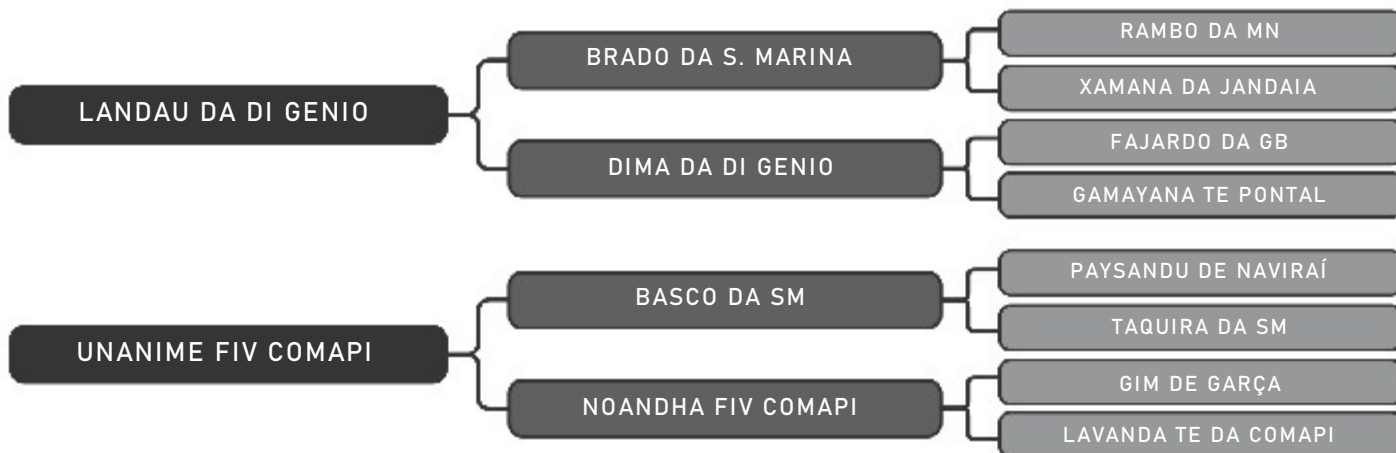 LANDAU DA DI GENIO
BRADO DA S. MARINA
RAMBO DA MN
XAMANA DA JANDAIA
DIMA DA DI GENIO
FAJARDO DA GB
GAMAYANA TE PONTAL
UNANIME FIV COMAPI
BASCO DA SM
PAYSANDU DE NAVIRAÍ
TAQUIRA DA SM
NOANDHA FIV COMAPI
GIM DE GARÇA
LAVANDA TE DA COMAPI